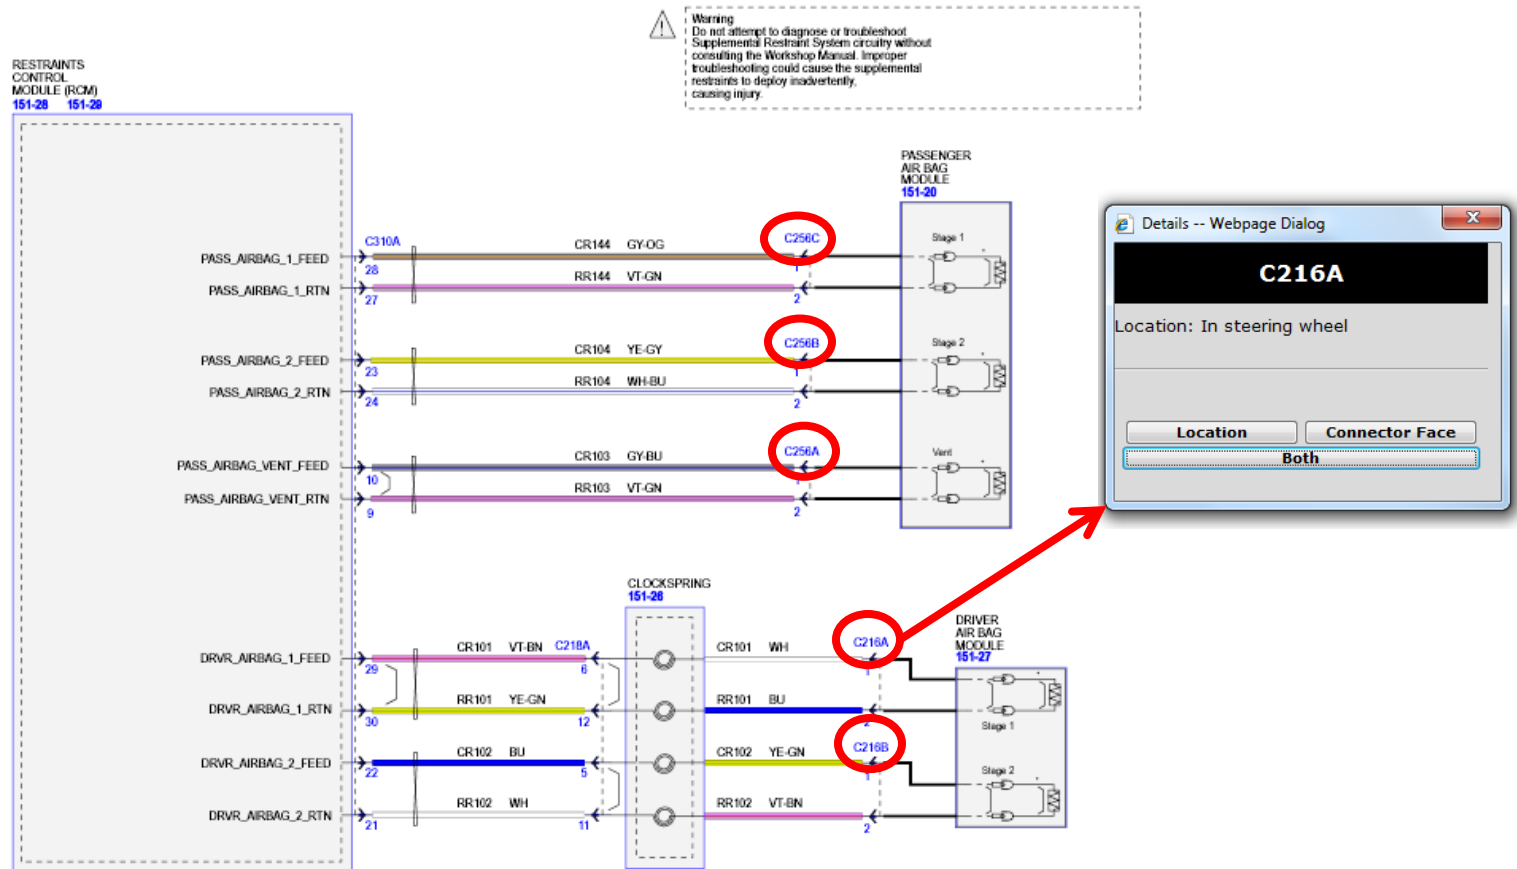 Warning
Do not attempt to diagnose or troubleshoot
Supplemental Restraint System circuitry without
consulting the Workshop Manual. Improper
troubleshooting could cause the supplemental
restraints to deploy inadvertently,
causing injury.
RESTRAINTS
CONTROL
MODULE (RCM)
151-28 151-29
PASSENGER
AIR BAG
MODULE
151-20
Details -- Webpage Dialog
X
C216A
Location: In steering wheel
Location
Connector Face
Both
C310A
C256C
Stage 1
PASS_AIRBAG_1_FEED
28
CR144 GY-OG
1
PASS_AIRBAG_1_RTN
27
RR144 VT-GN
2
C256B
Stage 2
PASS_AIRBAG_2_FEED
23
CR104 YE-GY
1
PASS_AIRBAG_2_RTN
24
RR104 WH-BU
2
C256A
Vent
PASS_AIRBAG_VENT_FEED
10
CR103 GY-BU
1
PASS_AIRBAG_VENT_RTN
9
RR103 VT-GN
2
CLOCKSPRING
151-26
DRIVER
AIR BAG
MODULE
151-27
DRVR_AIRBAG_1_FEED
29
CR101 VT-BN C218A
6
CR101 WH
C216A
1
DRVR_AIRBAG_1_RTN
30
RR101 YE-GN
12
RR101 BU
2
Stage 1
DRVR_AIRBAG_2_FEED
22
CR102 BU
5
CR102 YE-GN
C216B
1
Stage 2
DRVR_AIRBAG_2_RTN
21
RR102 WH
11
RR102 VT-BN
2